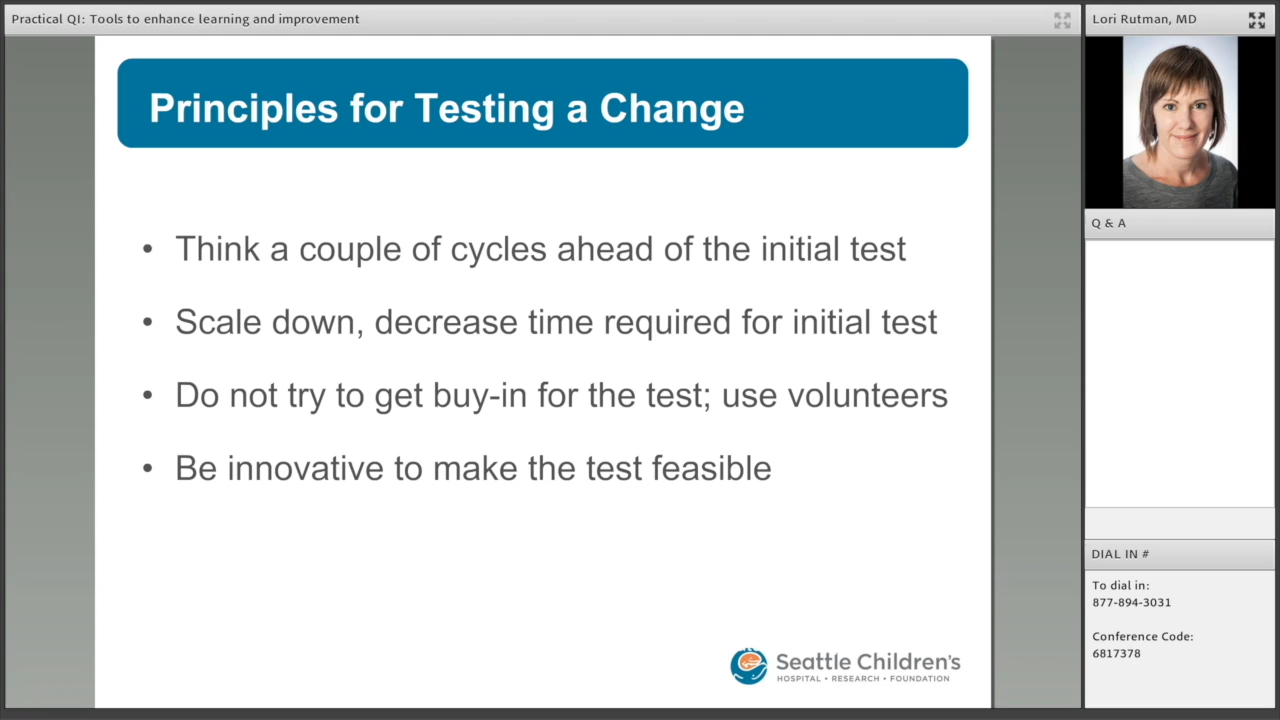 Practical QI: Tools to enhance learning and improvement
Principles for Testing a Change
• Think a couple of cycles ahead of the initial test
• Scale down, decrease time required for initial test
• Do not try to get buy-in for the test; use volunteers
• Be innovative to make the test feasible
Seattle Children's
HOSPITAL • RESEARCH • FOUNDATION
Lori Rutman, MD
Q & A
DIAL IN #
To dial in:
877-894-3031
Conference Code:
6817378